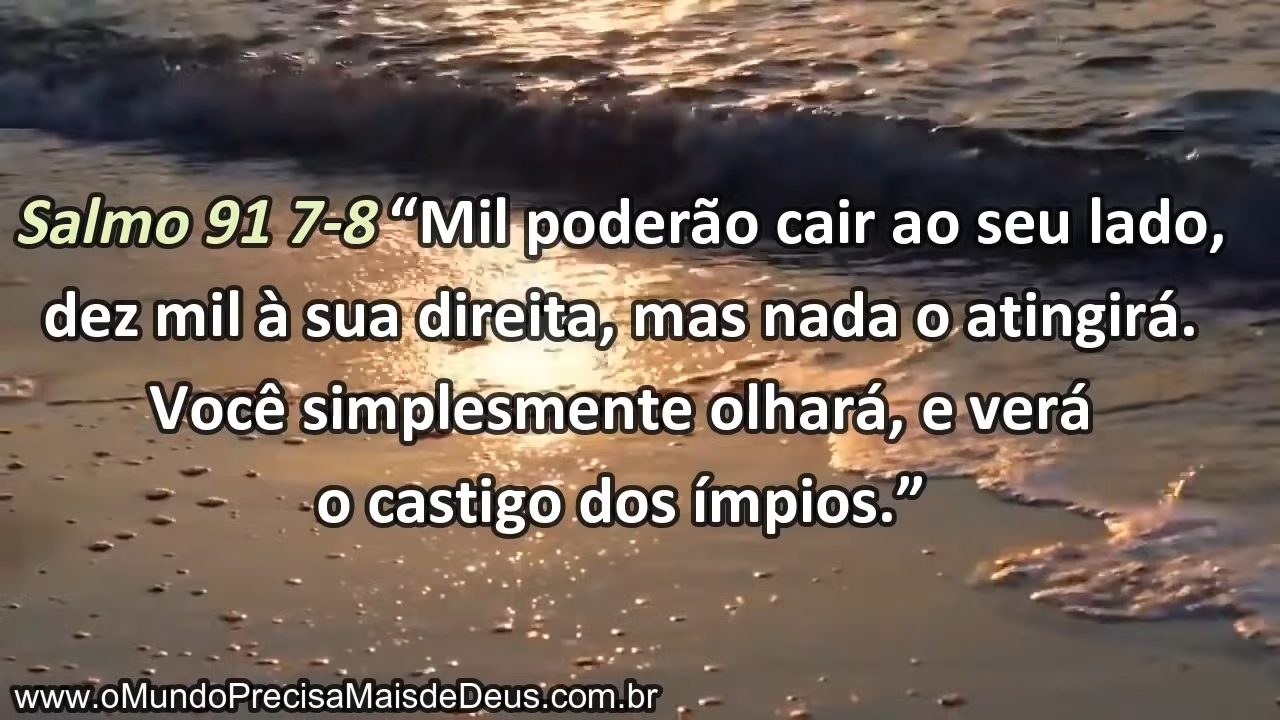 Salmo 91 7-8 “Mil poderão cair ao seu lado,
dez mil à sua direita, mas nada o atingirá.
Você simplesmente olhará, e verá
o castigo dos ímpios.”
www.oMundoPrecisaMaisdeDeus.com.br